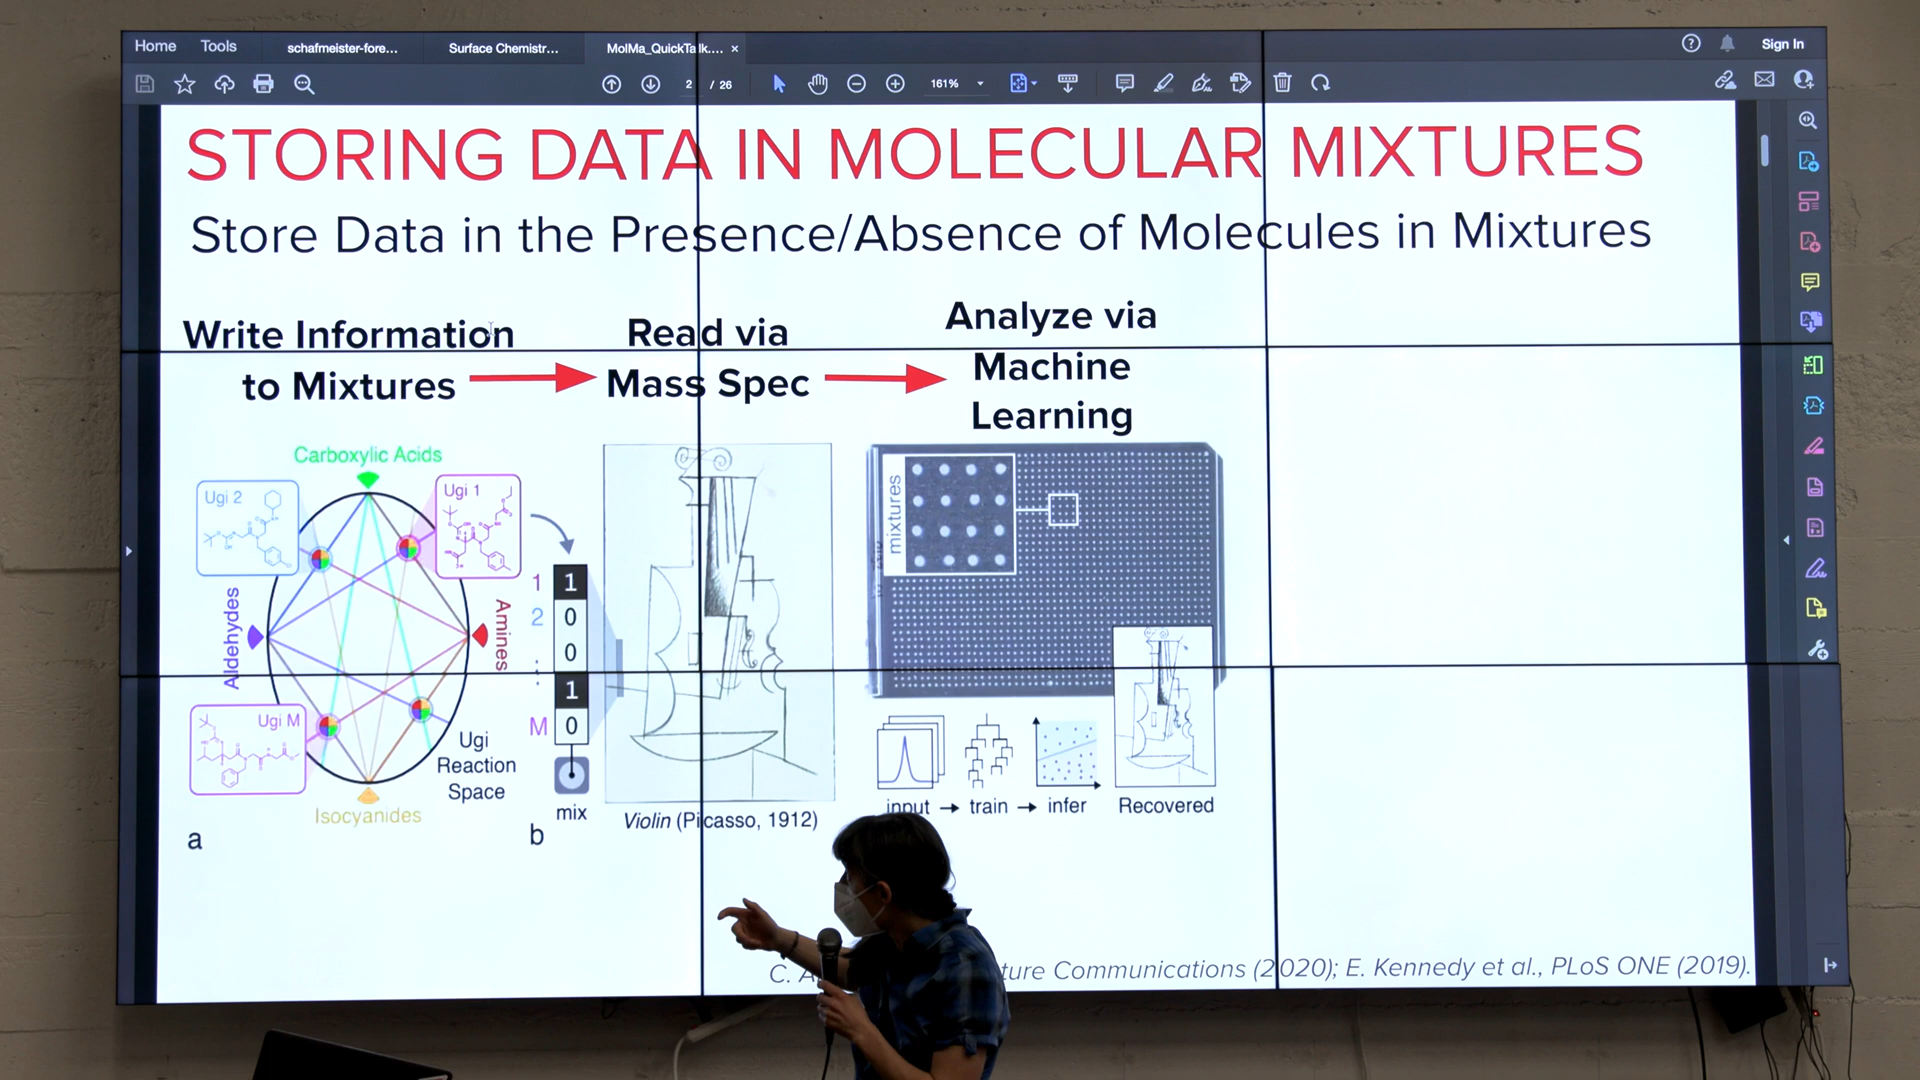 Home Tools schafmeister-fore... Surface Chemistr... MolMa_QuickTalk.... × Sign In
2 / 26 161%
STORING DATA IN MOLECULAR MIXTURES
Store Data in the Presence/Absence of Molecules in Mixtures
Write Information
to Mixtures
Read via
Mass Spec
Analyze via
Machine
Learning
Carboxylic Acids
Ugi 2
Ugi 1
Aldehydes
Amines
Ugi M
Isocyanides
Ugi
Reaction
Space
a
1 1
2 0
0
1
M 0
mix
b
Violin (Picasso, 1912)
mixtures
input → train → infer
Recovered
C. ture Communications (2020); E. Kennedy et al., PLoS ONE (2019).